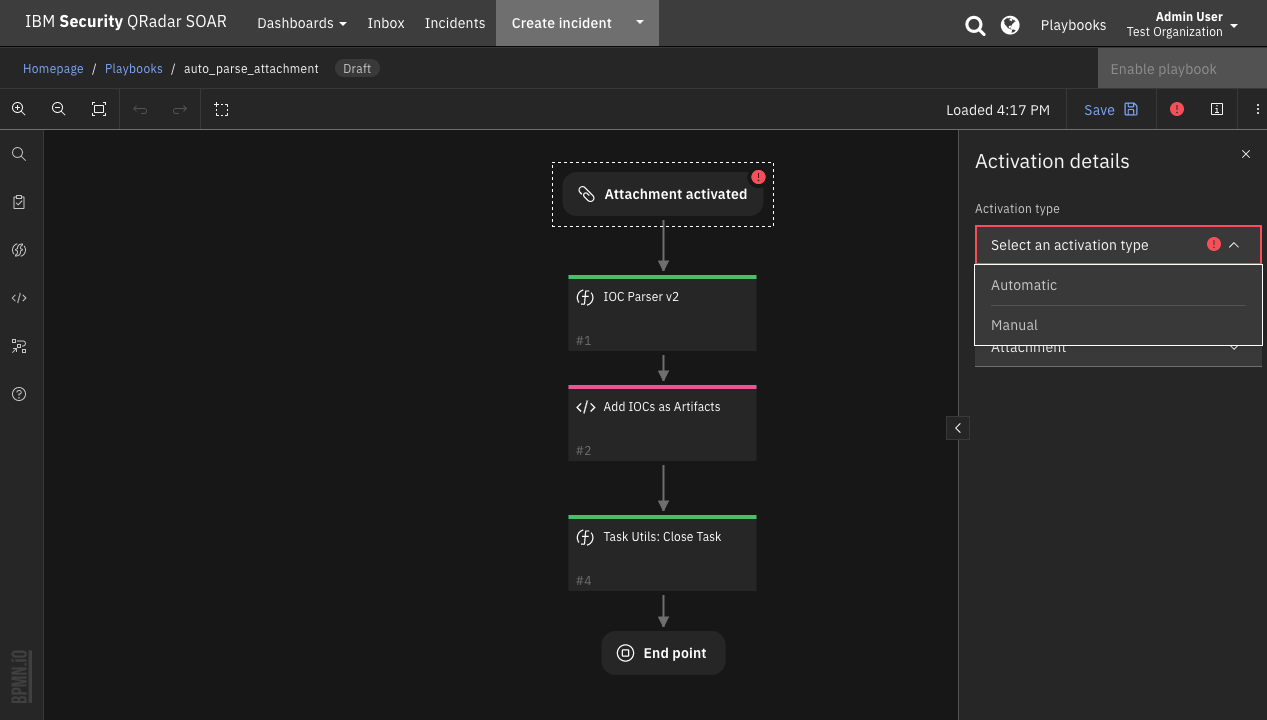 IBM Security QRadar SOAR Dashboards Inbox Incidents Create incident Playbooks Admin User
Test Organization
Homepage / Playbooks / auto_parse_attachment Draft Enable playbook
Loaded 4:17 PM Save
Activation details
Activation type
Select an activation type
Automatic
Manual
Attachment
Attachment activated
IOC Parser v2
#1
Add IOCs as Artifacts
#2
Task Utils: Close Task
#4
End point
BPMN.iO